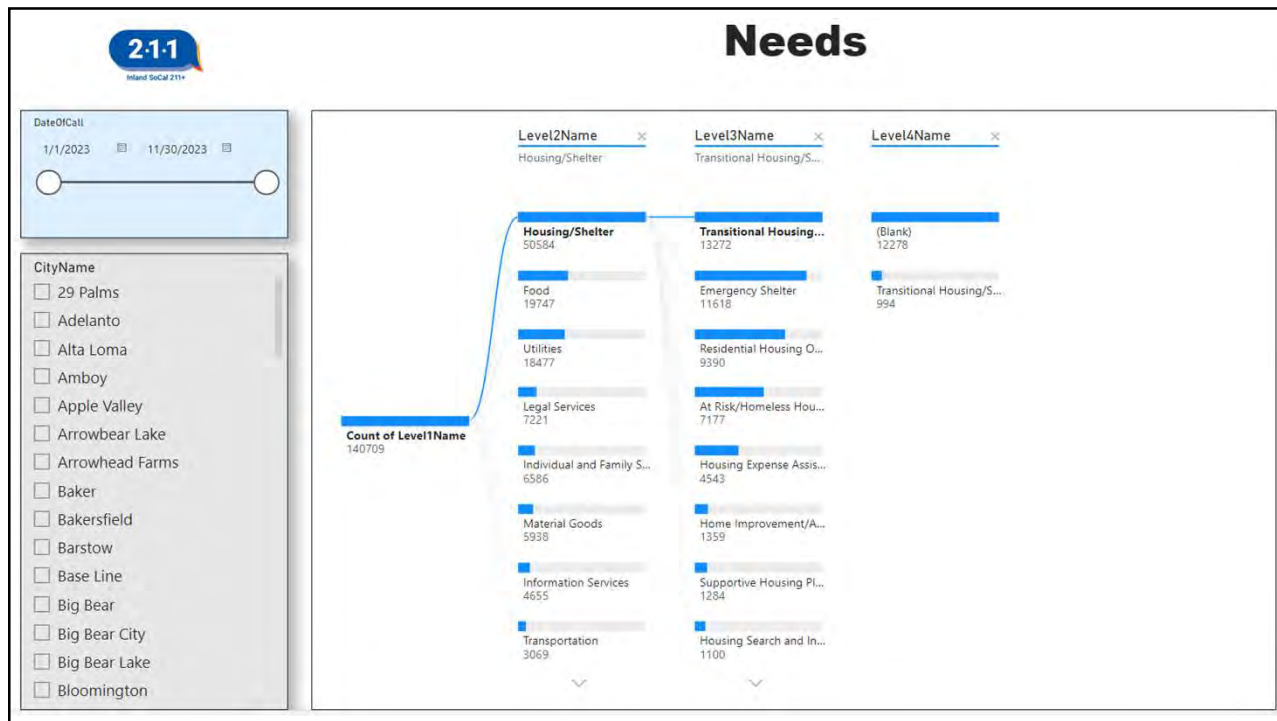 Needs
2·1·1
Inland SoCal 211+
DateOfCall
1/1/2023 11/30/2023
CityName
29 Palms
Adelanto
Alta Loma
Amboy
Apple Valley
Arrowbear Lake
Arrowhead Farms
Baker
Bakersfield
Barstow
Base Line
Big Bear
Big Bear City
Big Bear Lake
Bloomington
Count of Level1Name
140709
Level2Name
Housing/Shelter
Housing/Shelter
50584
Food
19747
Utilities
18477
Legal Services
7221
Individual and Family S...
6586
Material Goods
5938
Information Services
4655
Transportation
3069
Level3Name
Transitional Housing/S...
Transitional Housing...
13272
Emergency Shelter
11618
Residential Housing O...
9390
At Risk/Homeless Hou...
7177
Housing Expense Assis...
4543
Home Improvement/A...
1359
Supportive Housing Pl...
1284
Housing Search and In...
1100
Level4Name
(Blank)
12278
Transitional Housing/S...
994